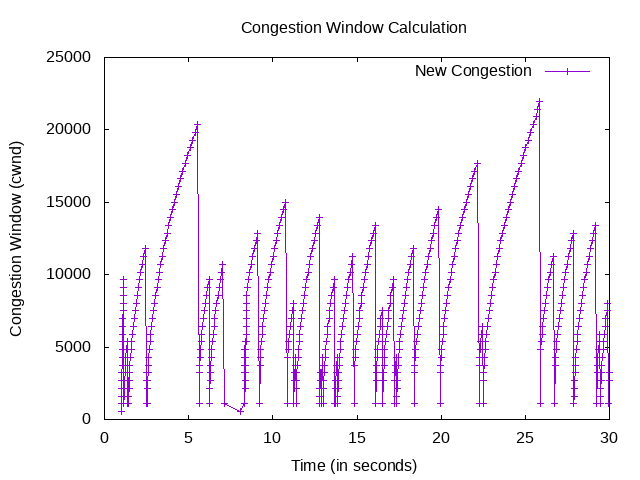 Congestion Window Calculation
25000
New Congestion
20000
15000
10000
5000
0
Congestion Window (cwnd)
0 5 10 15 20 25 30
Time (in seconds)